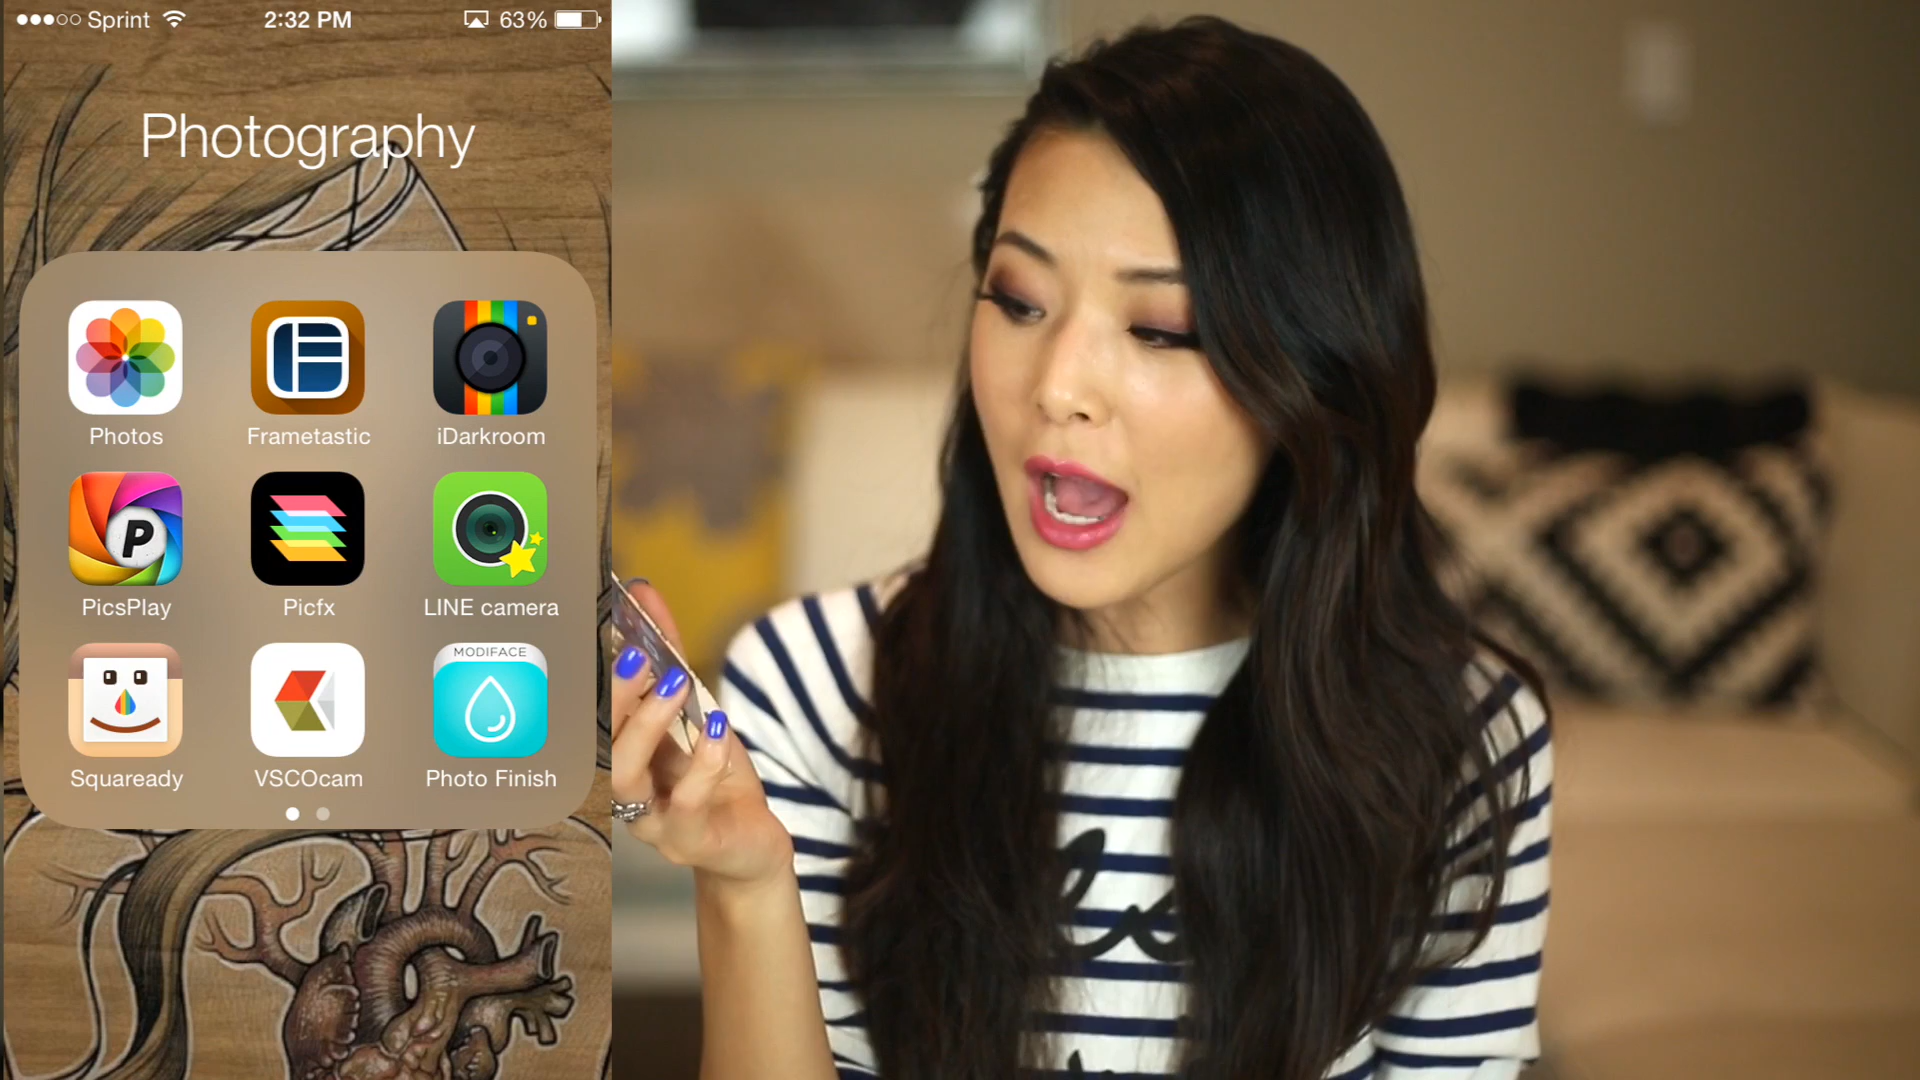 Sprint 2:32 PM 63%
Photography
Photos Frametastic iDarkroom
P
PicsPlay Picfx LINE camera
MODIFACE
Squaready VSCOcam Photo Finish